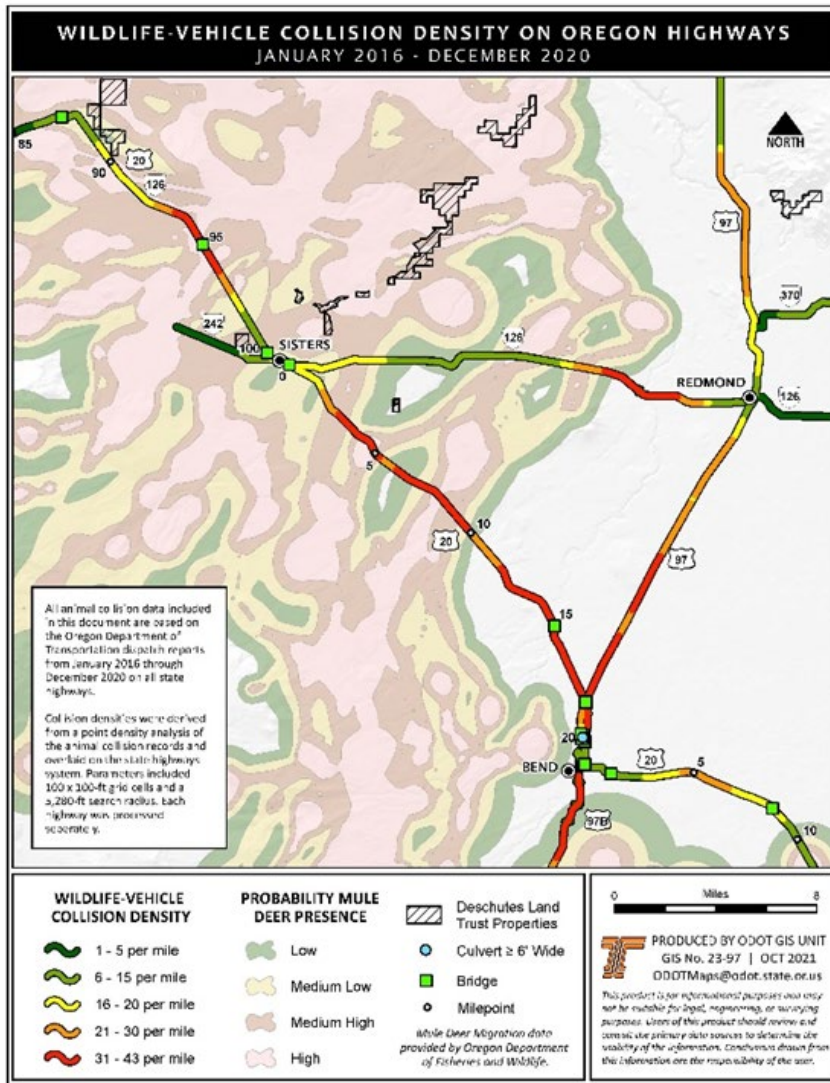 WILDLIFE-VEHICLE COLLISION DENSITY ON OREGON HIGHWAYS
JANUARY 2016 - DECEMBER 2020
85
90
20
126
95
242
100
SISTERS
0
126
97
NORTH
370
REDMOND
126
5
10
20
97
15
20
BEND
20
5
10
97B
All animal collision data included
in this document are based on
the Oregon Department of
Transportation dispatch reports
from January 2016 through
December 2020 on all state
highways.
Collision densities were derived
from a point density analysis of
the animal collision records and
overlaid on the state highways
system. Parameters included
100 x 100-ft grid cells and a
5,280-ft search radius. Each
highway was processed
seperately.
WILDLIFE-VEHICLE
COLLISION DENSITY
1 - 5 per mile
6 - 15 per mile
16 - 20 per mile
21 - 30 per mile
31 - 43 per mile
PROBABILITY MULE
DEER PRESENCE
Low
Medium Low
Medium High
High
Deschutes Land
Trust Properties
Culvert ≥ 6' Wide
Bridge
Milepoint
Mule Deer Migration data
provided by Oregon Department
of Fisheries and Wildlife.
0 Miles 8
PRODUCED BY ODOT GIS UNIT
GIS No. 23-97 | OCT 2021
ODOTMaps@odot.state.or.us
This product is for informational purposes and may
not be suitable for legal, engineering, or surveying
purposes. Users of this product should review and
consult the primary data sources to determine the
usability of the information. Conclusions drawn from
this information are the responsibility of the user.